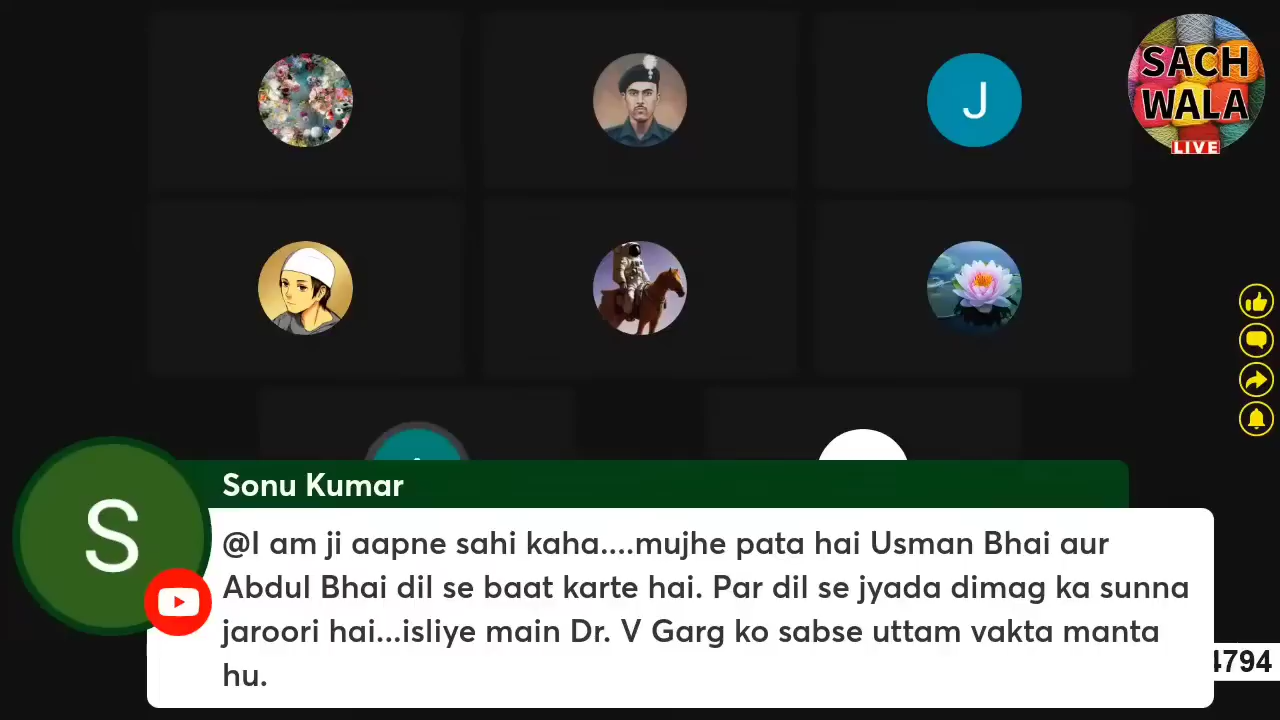 SACH
WALA
LIVE
J
S
Sonu Kumar
@I am ji aapne sahi kaha....mujhe pata hai Usman Bhai aur
Abdul Bhai dil se baat karte hai. Par dil se jyada dimag ka sunna
jaroori hai...isliye main Dr. V Garg ko sabse uttam vakta manta
hu.
4794